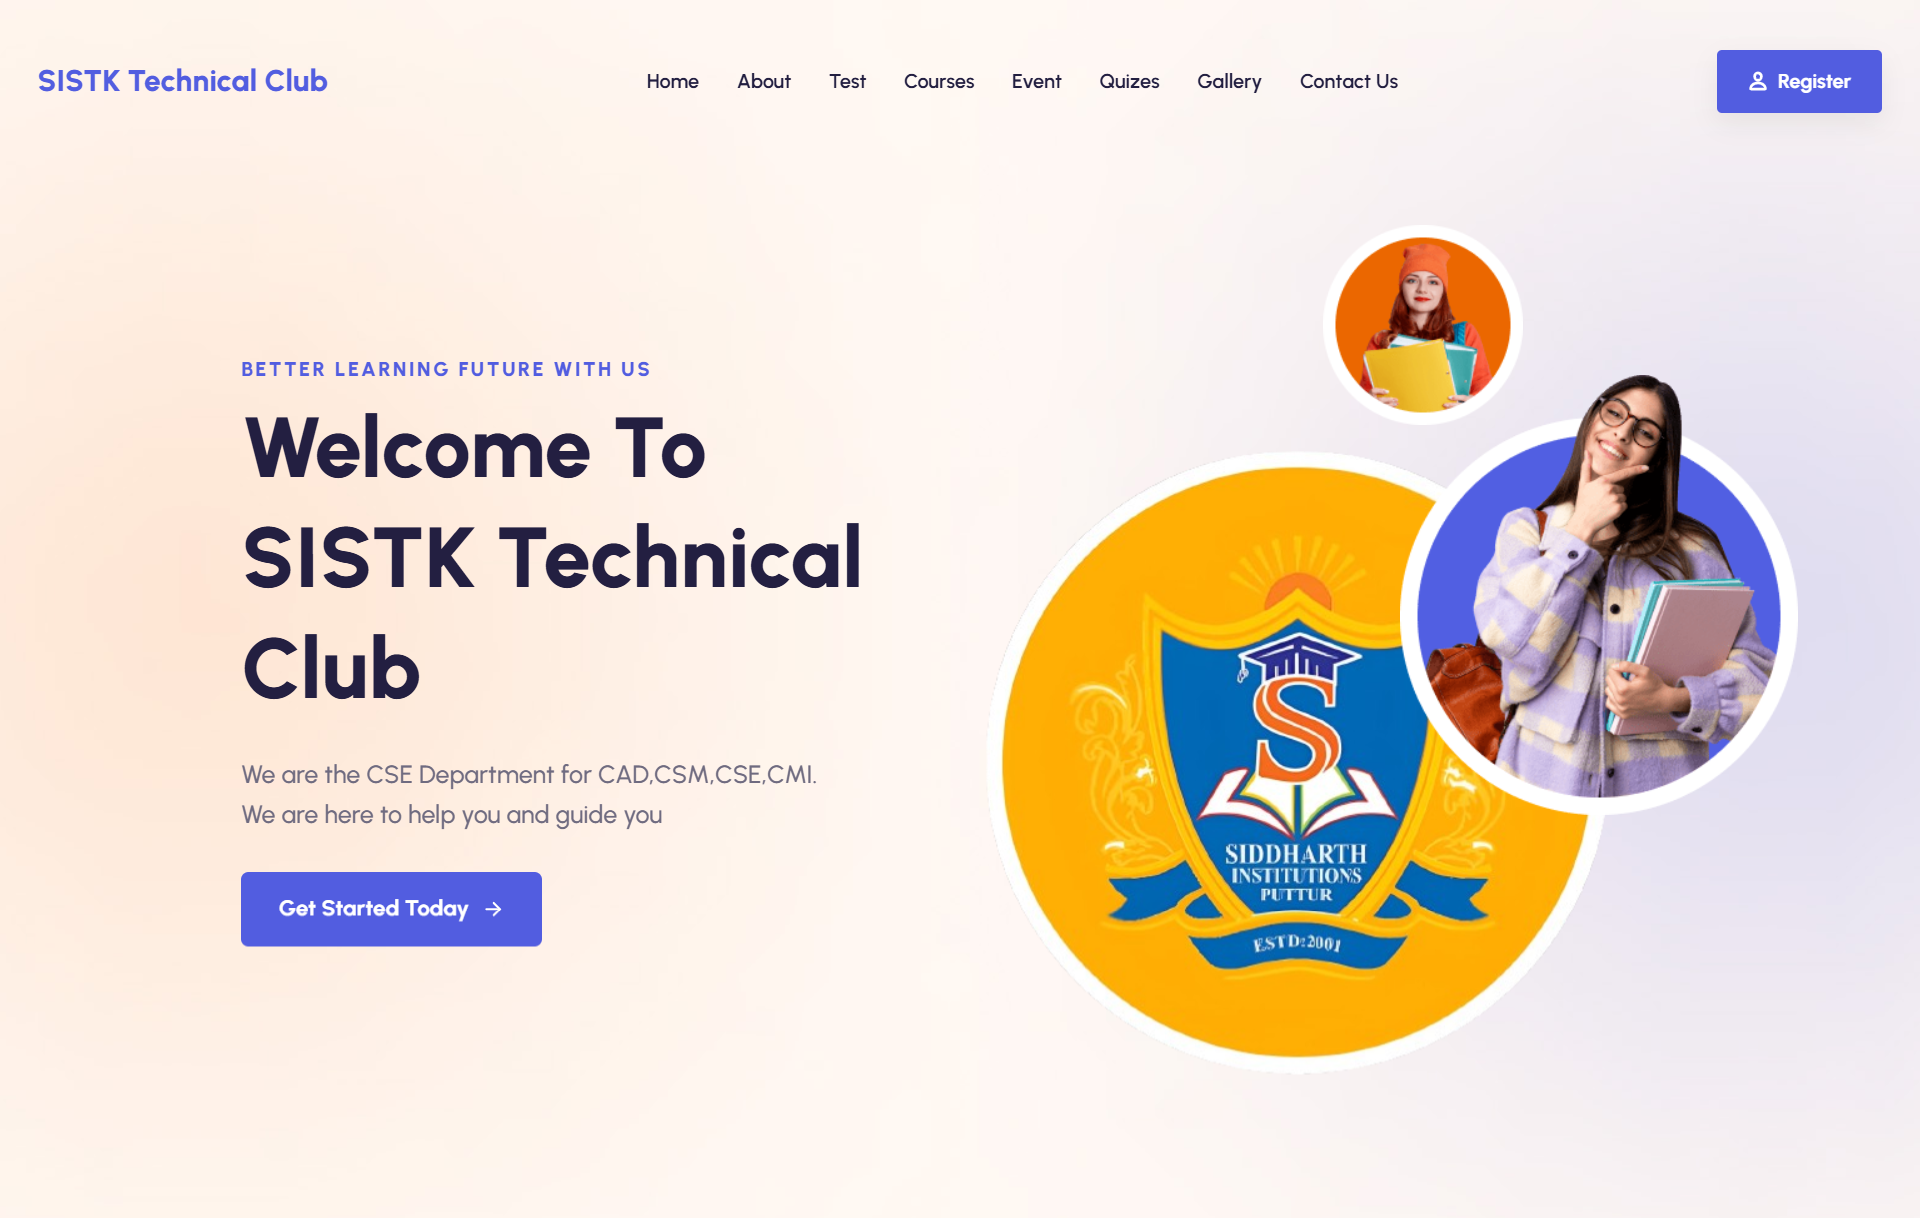 SISTK Technical Club
Home About Test Courses Event Quizes Gallery Contact Us
Register
BETTER LEARNING FUTURE WITH US
Welcome To
SISTK Technical
Club
We are the CSE Department for CAD,CSM,CSE,CMI.
We are here to help you and guide you
Get Started Today
S
SIDDHARTH
INSTITUTIONS
PUTTUR
ESTD:2001